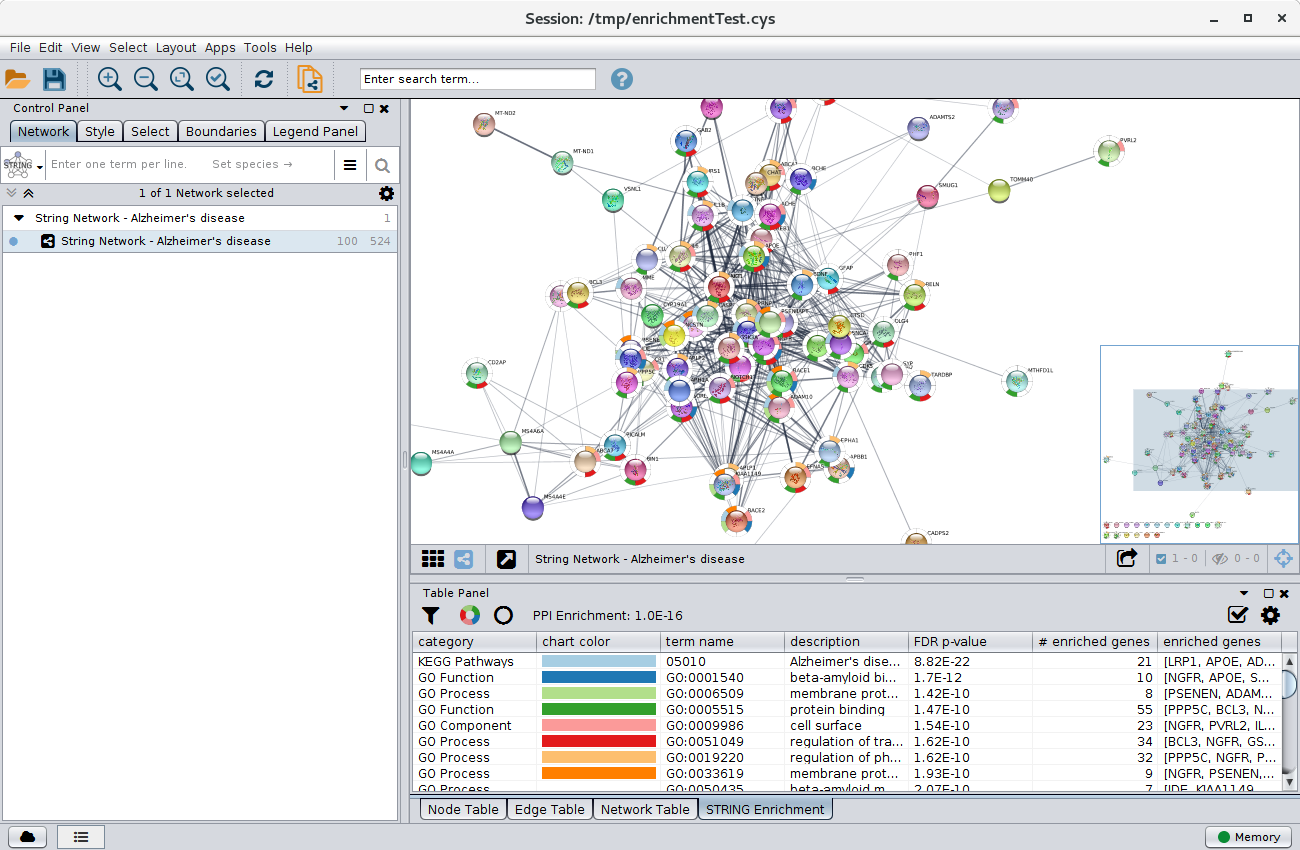 Session: /tmp/enrichmentTest.cys
File Edit View Select Layout Apps Tools Help
Enter search term...
Control Panel
Network Style Select Boundaries Legend Panel
STRING Enter one term per line. Set species →
1 of 1 Network selected
String Network - Alzheimer's disease 1
String Network - Alzheimer's disease 100 524
MT-ND2
ADAMTS2
GAB2
PVRL2
MT-ND1
IRS1
CHAT
BCHE
VSNL1
SMUG1
TOMM40
ACHE
APOE
PHF1
GFAP
MME
BCL3
RELN
CYP19A1
DLG4
CD2AP
BACE1
MTHFD1L
TARDBP
ADAM10
MS4A6A
PICALM
EPHA1
MS4A4A
ABCA7
BIN1
APBB1
APLP1
KIAA1149
EFNA5
MS4A4E
BACE2
CADPS2
String Network - Alzheimer's disease 1 - 0 0 - 0
Table Panel
PPI Enrichment: 1.0E-16
category chart color term name description FDR p-value # enriched genes enriched genes
KEGG Pathways 05010 Alzheimer's dise... 8.82E-22 21 [LRP1, APOE, AD...
GO Function GO:0001540 beta-amyloid bi... 1.7E-12 10 [NGFR, APOE, S...
GO Process GO:0006509 membrane prot... 1.42E-10 8 [PSENEN, ADAM...
GO Function GO:0005515 protein binding 1.47E-10 55 [PPP5C, BCL3, N...
GO Component GO:0009986 cell surface 1.54E-10 23 [NGFR, PVRL2, IL...
GO Process GO:0051049 regulation of tra... 1.62E-10 34 [BCL3, NGFR, GS...
GO Process GO:0019220 regulation of ph... 1.62E-10 32 [PPP5C, NGFR, P...
GO Process GO:0033619 membrane prot... 1.93E-10 9 [NGFR, PSENEN,...
GO Process GO:0050435 beta-amyloid m... 2.07E-10 7 [IDE, KIAA1149, ...
Node Table Edge Table Network Table STRING Enrichment
Memory